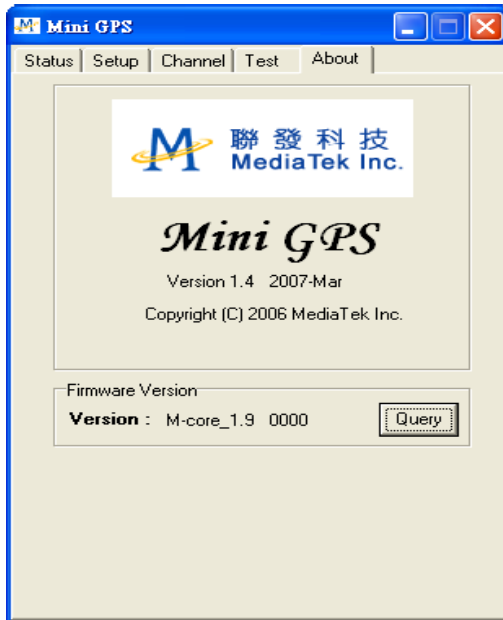 Mini GPS
Status Setup Channel Test About
聯發科技
MediaTek Inc.
Mini GPS
Version 1.4 2007-Mar
Copyright (C) 2006 MediaTek Inc.
Firmware Version
Version : M-core_1.9 0000 Query